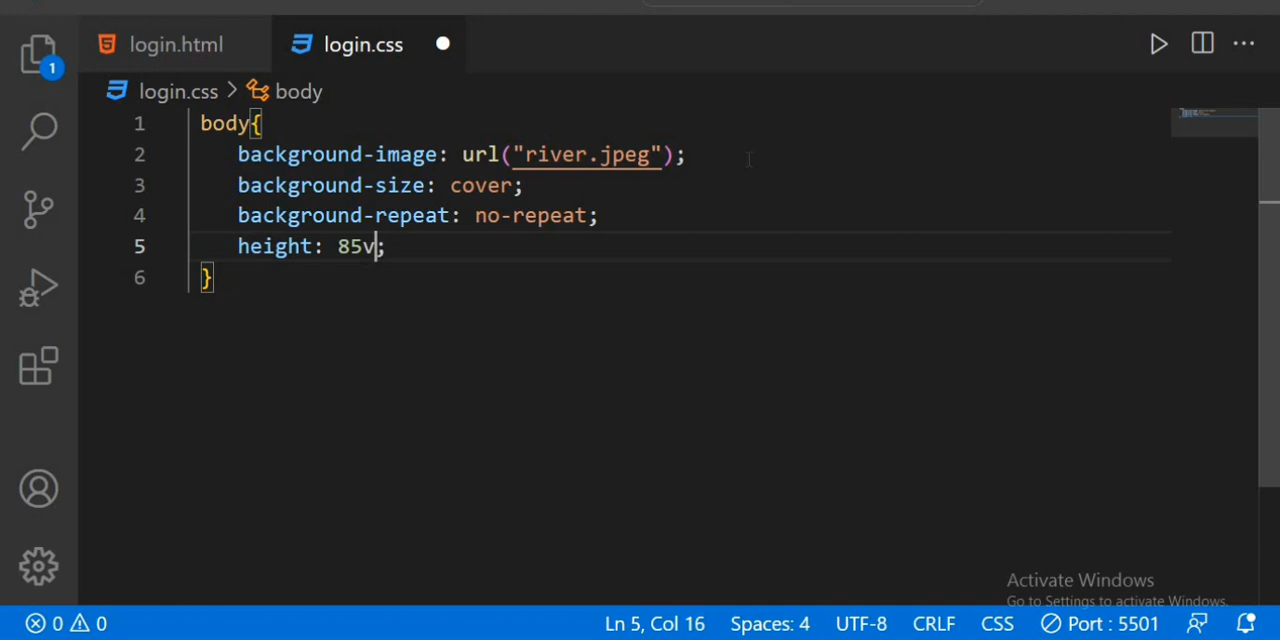 login.html login.css
1
login.css > body
1 body{
2 background-image: url("river.jpeg");
3 background-size: cover;
4 background-repeat: no-repeat;
5 height: 85v;
6 }
Activate Windows
Go to Settings to activate Windows.
0 0 Ln 5, Col 16 Spaces: 4 UTF-8 CRLF CSS Port : 5501